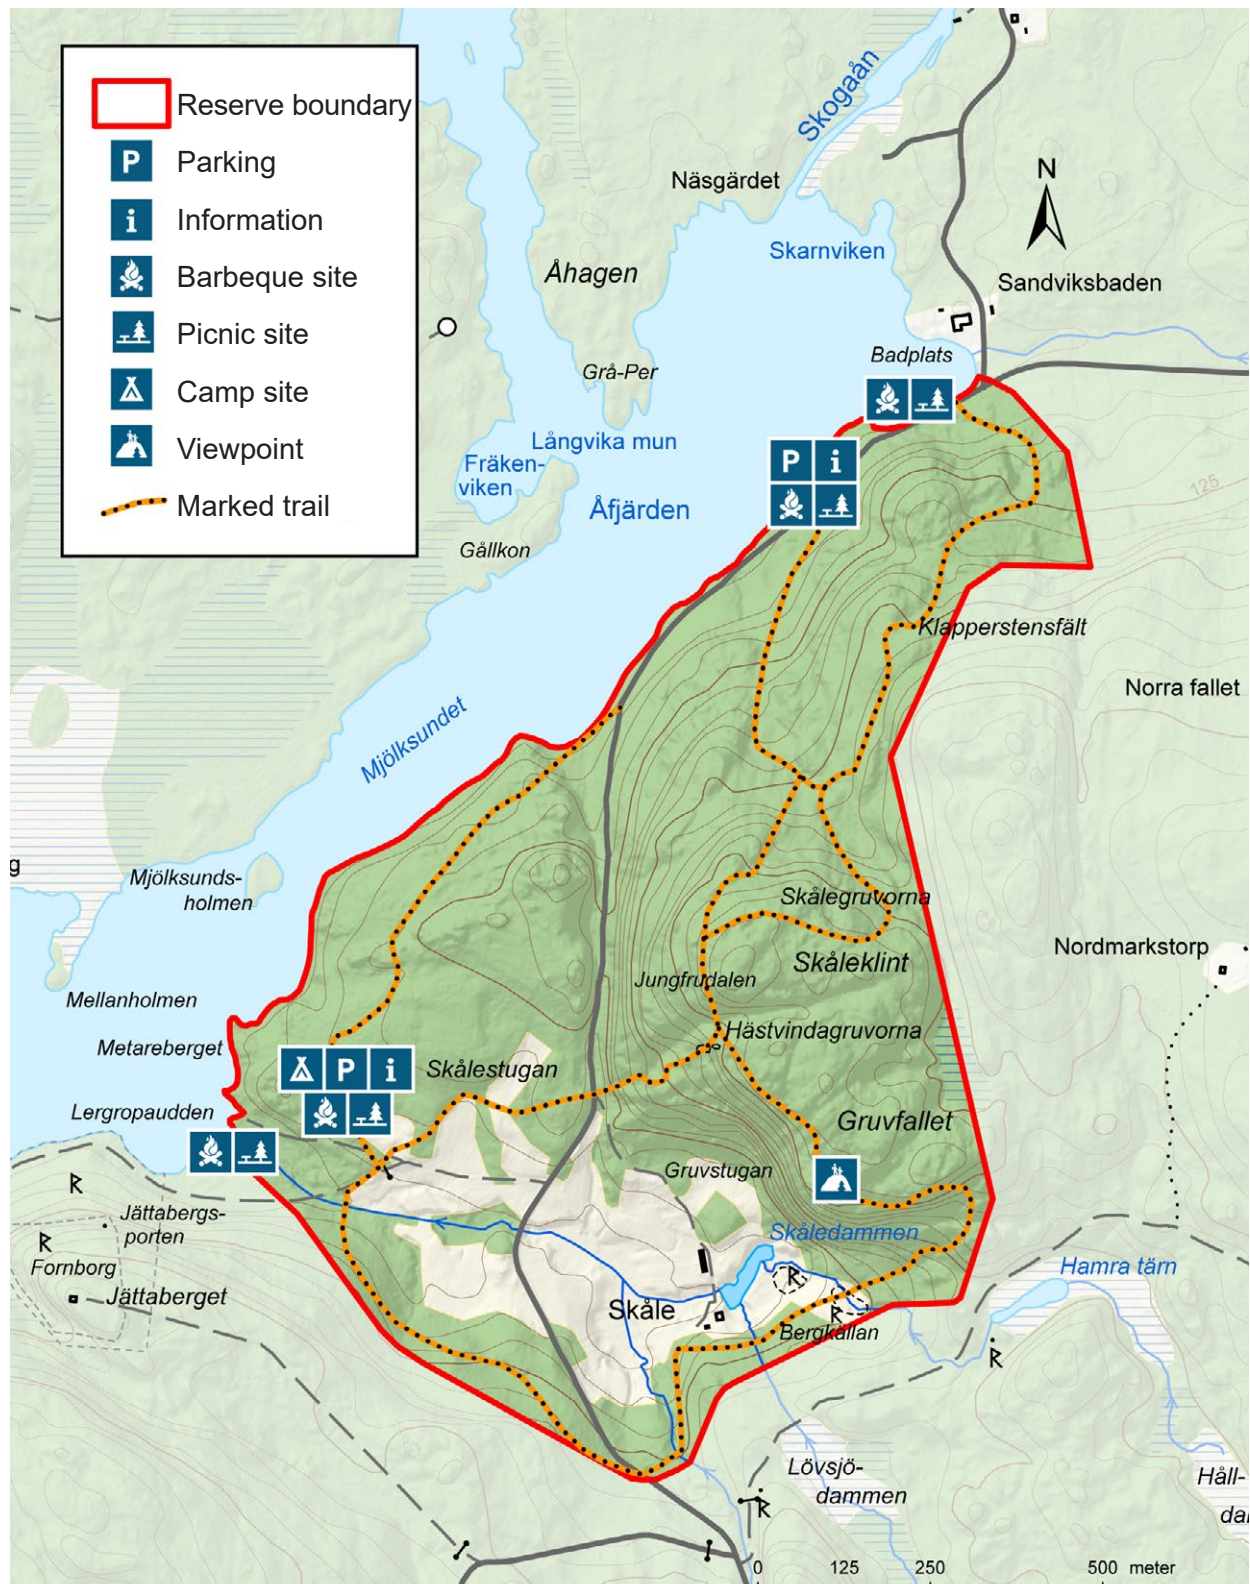 Reserve boundary
P
Parking
i
Information
Barbeque site
Picnic site
Camp site
Viewpoint
Marked trail
Skogaån
Näsgärdet
N
Skarnviken
Åhagen
Sandviksbaden
Badplats
Grå-Per
Långvika mun
Fräken-
viken
P i
Åfjärden
125
Gållkon
Klapperstensfält
Norra fallet
Mjölksundet
g
Mjölksunds-
holmen
Skålegruvorna
Nordmarkstorp
Skåleklint
Jungfrudalen
Mellanholmen
Hästvindagruvorna
Metareberget
P i
Skålestugan
Lergropaudden
Gruvfallet
Gruvstugan
R
Jättabergs-
porten
Skåledammen
R
Fornborg
Hamra tärn
R
Jättaberget
Skåle
R
Bergkällan
R
Lövsjö-
dammen
Håll-
da
R
0 125 250 500 meter